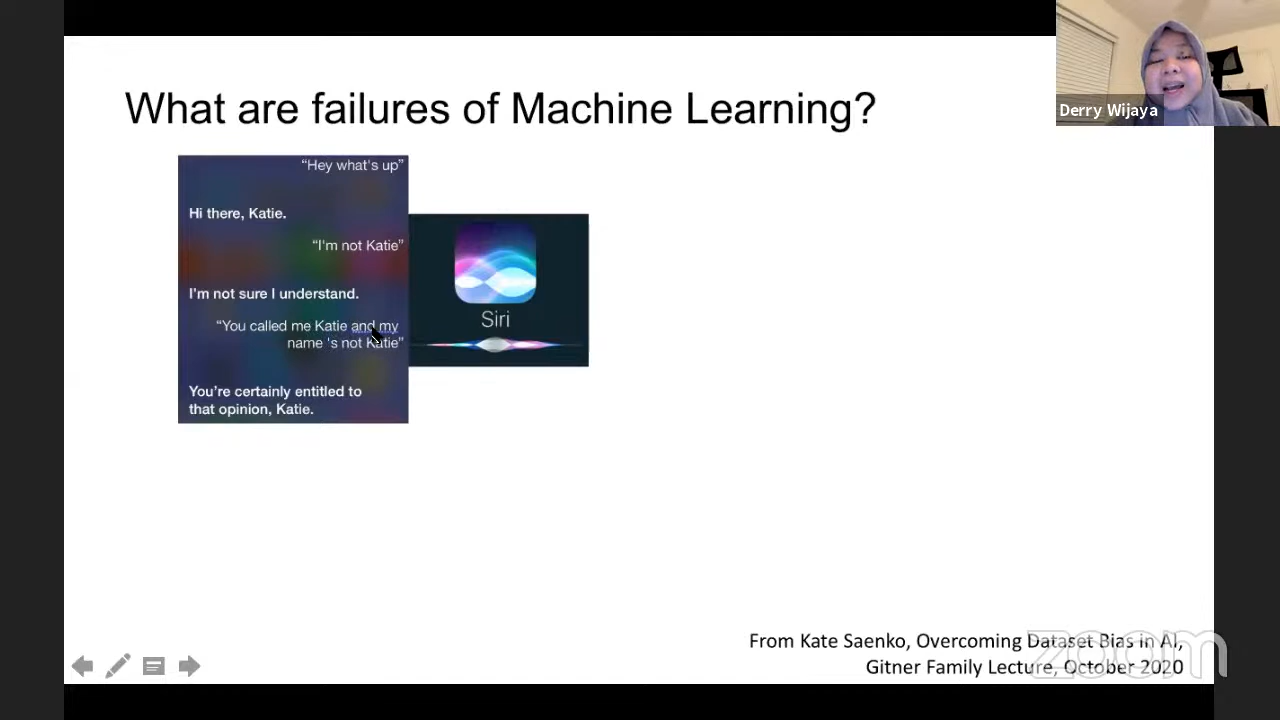 What are failures of Machine Learning?
Derry Wijaya
“Hey what's up”
Hi there, Katie.
“I'm not Katie”
I'm not sure I understand.
“You called me Katie and my
name 's not Katie”
You're certainly entitled to
that opinion, Katie.
Siri
From Kate Saenko, Overcoming Dataset Bias in AI,
Gitner Family Lecture, October 2020
zoom